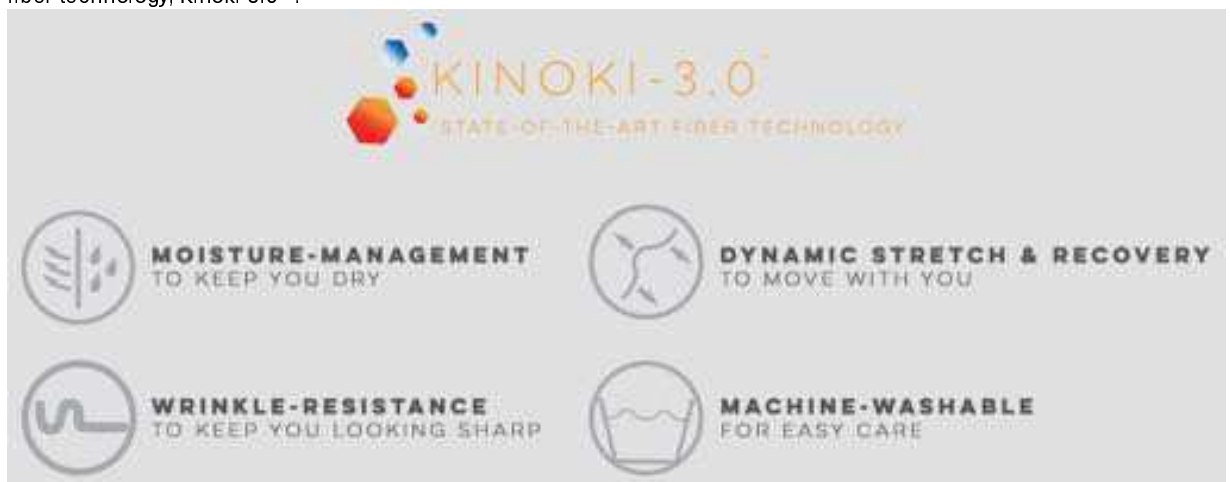 KINOKI-3.0™
STATE-OF-THE-ART FIBER TECHNOLOGY
MOISTURE-MANAGEMENT
TO KEEP YOU DRY
DYNAMIC STRETCH & RECOVERY
TO MOVE WITH YOU
WRINKLE-RESISTANCE
TO KEEP YOU LOOKING SHARP
MACHINE-WASHABLE
FOR EASY CARE